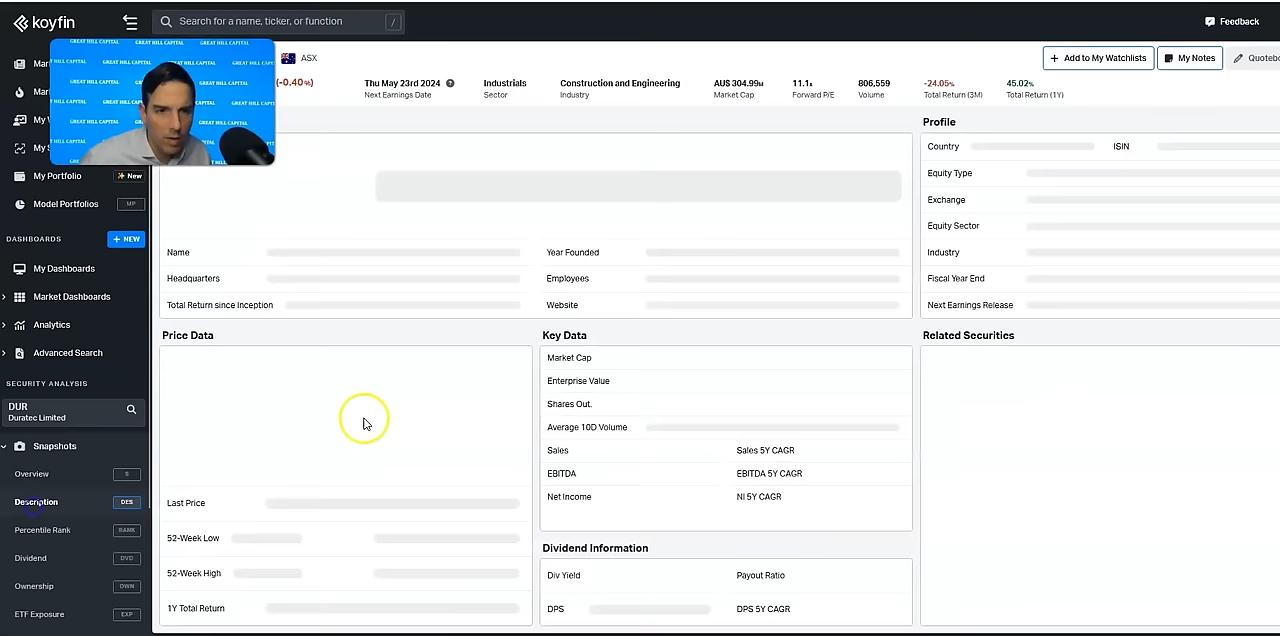 koyfin
Search for a name, ticker, or function
/
Feedback
GREAT HILL CAPITAL
ASX
Add to My Watchlists
My Notes
(-0.40%)
Thu May 23rd 2024
Next Earnings Date
Industrials
Sector
Construction and Engineering
Industry
AU$ 304.99M
Market Cap
11.1x
Forward P/E
806,559
Volume
-24.05%
Total Return (3M)
45.02%
Total Return (1Y)
My Portfolio
New
Model Portfolios
MP
DASHBOARDS
+ NEW
My Dashboards
Market Dashboards
Analytics
Advanced Search
SECURITY ANALYSIS
DUR
Duratec Limited
Snapshots
Overview
S
Description
DES
Percentile Rank
RANK
Dividend
DVD
Ownership
OWN
ETF Exposure
EXP
Name
Year Founded
Headquarters
Employees
Total Return since Inception
Website
Profile
Country
ISIN
Equity Type
Exchange
Equity Sector
Industry
Fiscal Year End
Next Earnings Release
Price Data
Last Price
52-Week Low
52-Week High
1Y Total Return
Key Data
Market Cap
Enterprise Value
Shares Out.
Average 10D Volume
Sales
Sales 5Y CAGR
EBITDA
EBITDA 5Y CAGR
Net Income
NI 5Y CAGR
Dividend Information
Div Yield
Payout Ratio
DPS
DPS 5Y CAGR
Related Securities